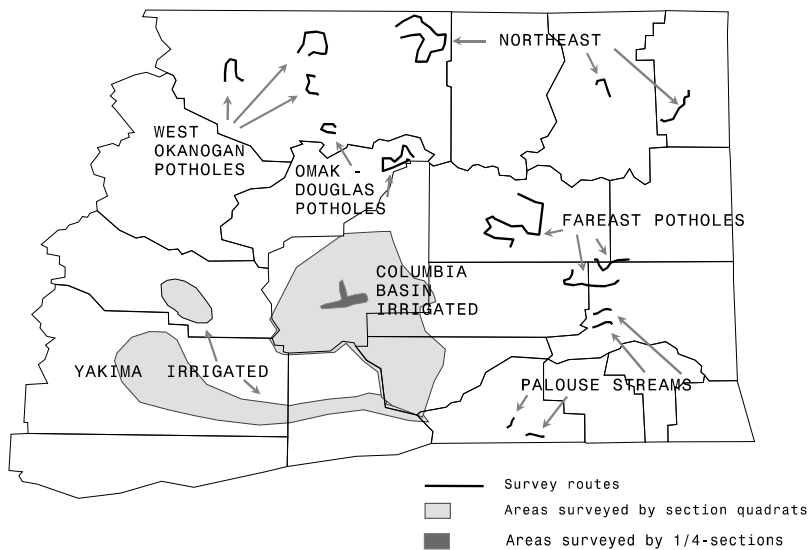 NORTHEAST
WEST
OKANOGAN
POTHOLES
OMAK -
DOUGLAS
POTHOLES
FAREAST POTHOLES
COLUMBIA
BASIN
IRRIGATED
YAKIMA IRRIGATED
PALOUSE STREAMS
Survey routes
Areas surveyed by section quadrats
Areas surveyed by 1/4-sections